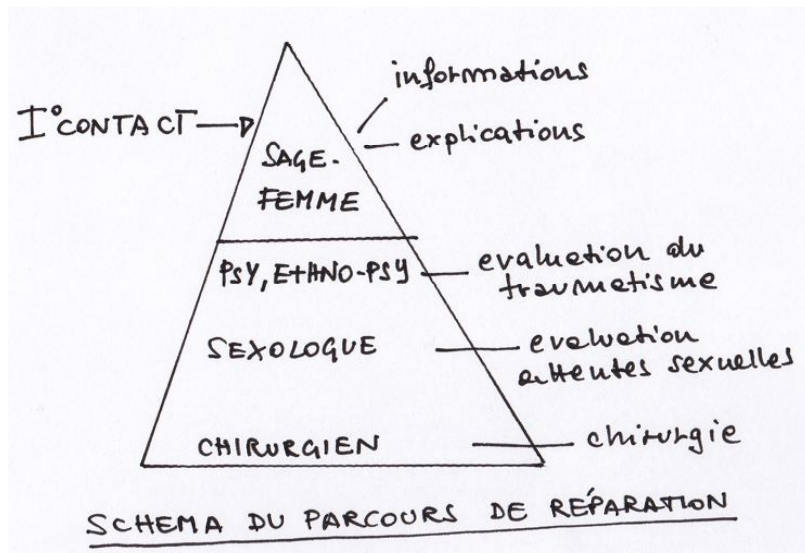 informations
I° CONTACT
explications
SAGE-
FEMME
PSY, ETHNO-PSY
evaluation du
traumatisme
SEXOLOGUE
evaluation
attentes sexuelles
CHIRURGIEN
chirurgie
SCHEMA DU PARCOURS DE RÉPARATION